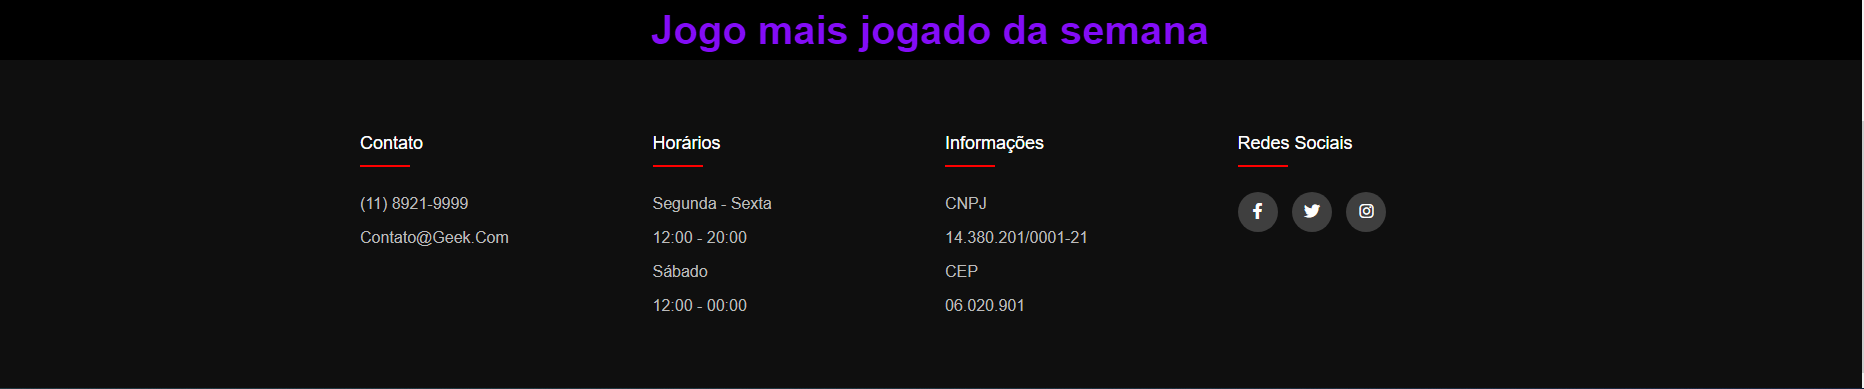 Jogo mais jogado da semana
Contato
(11) 8921-9999
Contato@Geek.Com
Horários
Segunda - Sexta
12:00 - 20:00
Sábado
12:00 - 00:00
Informações
CNPJ
14.380.201/0001-21
CEP
06.020.901
Redes Sociais